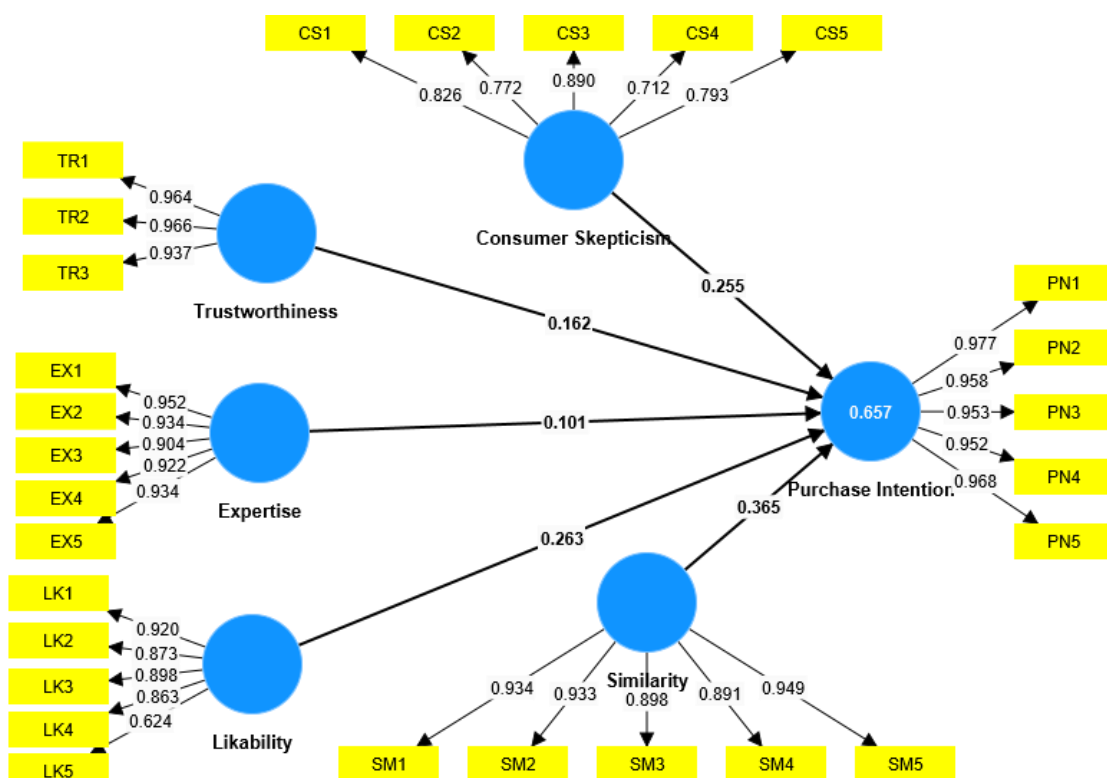 CS1 CS2 CS3 CS4 CS5
0.826 0.772 0.890 0.712 0.793
Consumer Skepticism
TR1
TR2
TR3
0.964
0.966
0.937
Trustworthiness
0.162
0.255
EX1
EX2
EX3
EX4
EX5
0.952
0.934
0.904
0.922
0.934
Expertise
0.101
LK1
LK2
LK3
LK4
LK5
0.920
0.873
0.898
0.863
0.624
Likability
0.263
0.365
0.657
Purchase Intention.
PN1
PN2
PN3
PN4
PN5
0.977
0.958
0.953
0.952
0.968
Similarity
0.934 0.933 0.898 0.891 0.949
SM1 SM2 SM3 SM4 SM5